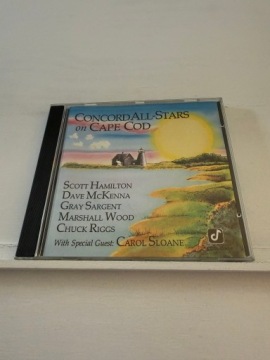 CONCORD ALL-STARS
on CAPE COD
SCOTT HAMILTON
DAVE MCKENNA
GRAY SARGENT
MARSHALL WOOD
CHUCK RIGGS
With Special Guest: CAROL SLOANE